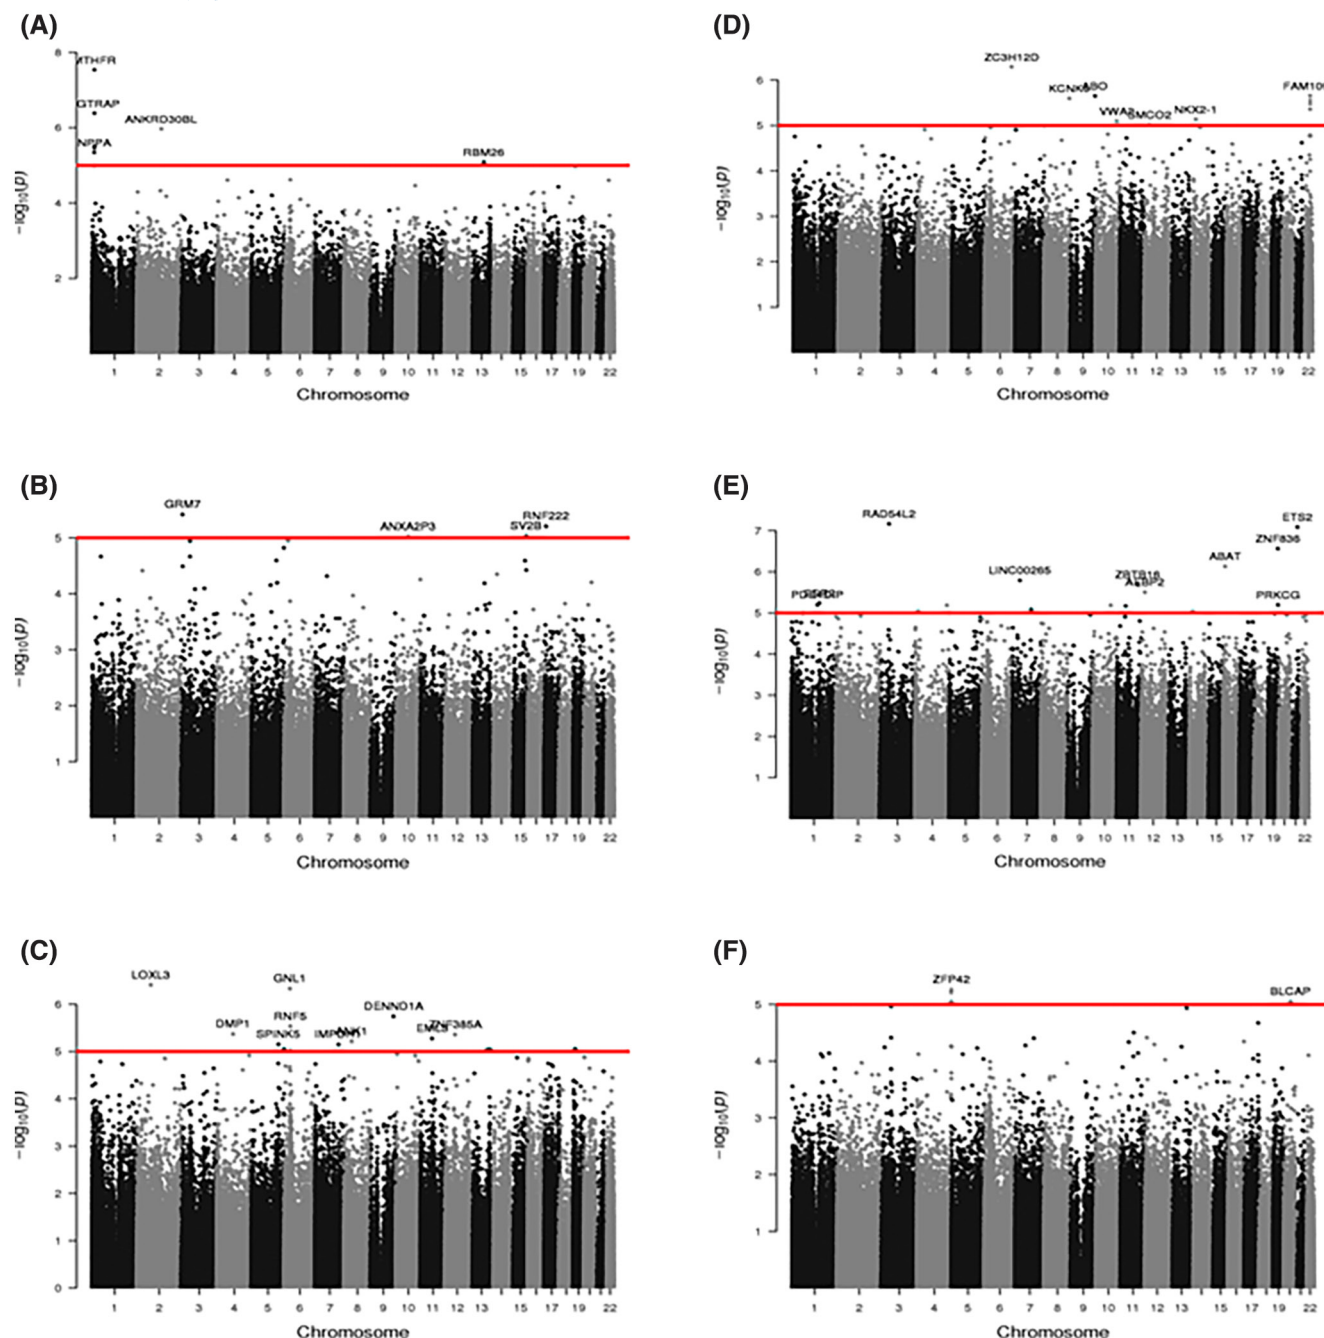 (A)
8
6
4
2
−log10(p)
MTHFR
GTRAP
NPPA
ANKRD30BL
RBM26
1 2 3 4 5 6 7 8 9 10 11 12 13 15 17 19 22
Chromosome
(B)
5
4
3
2
1
−log10(p)
GRM7
ANXA2P3
RNF222
SV2B
1 2 3 4 5 6 7 8 9 10 11 12 13 15 17 19 22
Chromosome
(C)
6
5
4
3
2
1
0
−log10(p)
LOXL3
GNL1
DENND1A
RNF5
DMP1
SPINK5
ZNF385A
1 2 3 4 5 6 7 8 9 10 11 12 13 15 17 19 22
Chromosome
(D)
6
5
4
3
2
1
−log10(p)
ZC3H12D
ABO
FAM10
VWA2
SMCO2
NKX2-1
1 2 3 4 5 6 7 8 9 10 11 12 13 15 17 19 22
Chromosome
(E)
7
6
5
4
3
2
1
−log10(p)
RAD54L2
ETS2
ZNF836
ABAT
LINC00265
ZBTB16
PRKCG
1 2 3 4 5 6 7 8 9 10 11 12 13 15 17 19 22
Chromosome
(F)
5
4
3
2
1
−log10(p)
ZFP42
BLCAP
1 2 3 4 5 6 7 8 9 10 11 12 13 15 17 19 22
Chromosome